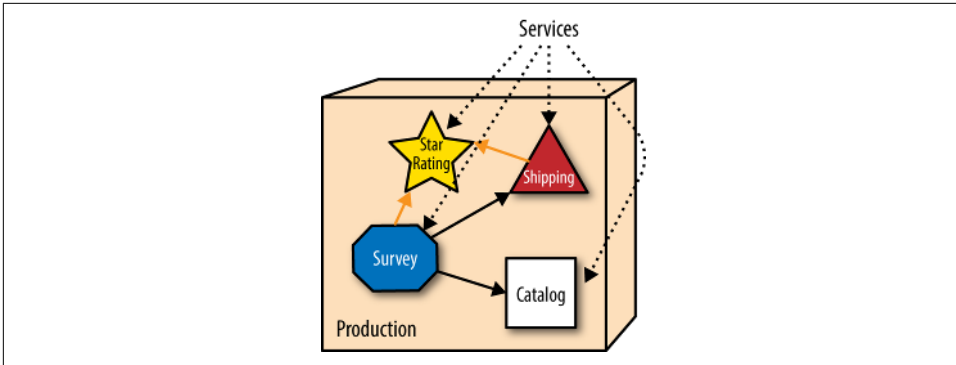 Services
Star
Rating
Shipping
Survey
Catalog
Production